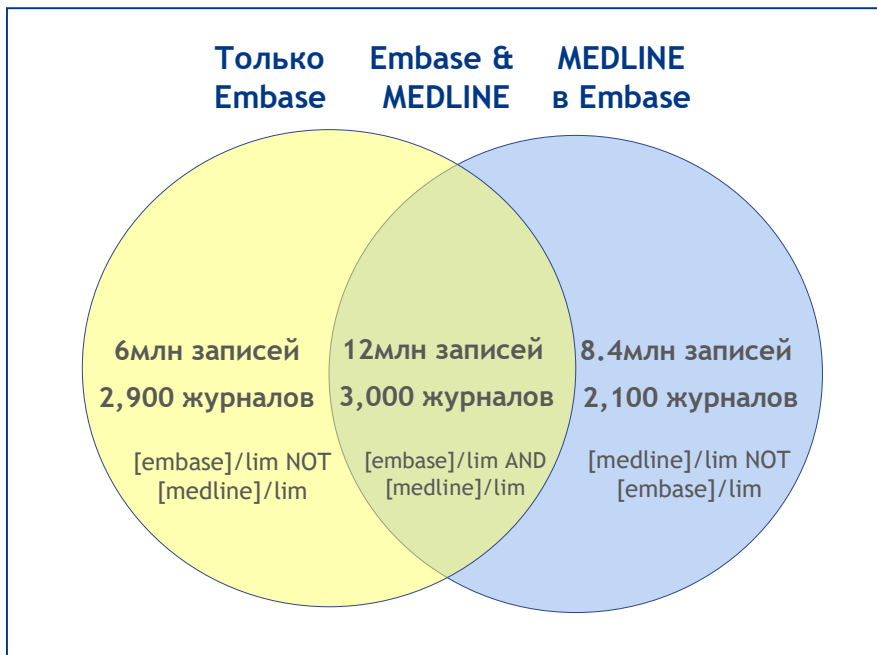 Только
Embase
Embase &
MEDLINE
MEDLINE
в Embase
6млн записей
2,900 журналов
[embase]/lim NOT
[medline]/lim
12млн записей
3,000 журналов
[embase]/lim AND
[medline]/lim
8.4млн записей
2,100 журналов
[medline]/lim NOT
[embase]/lim